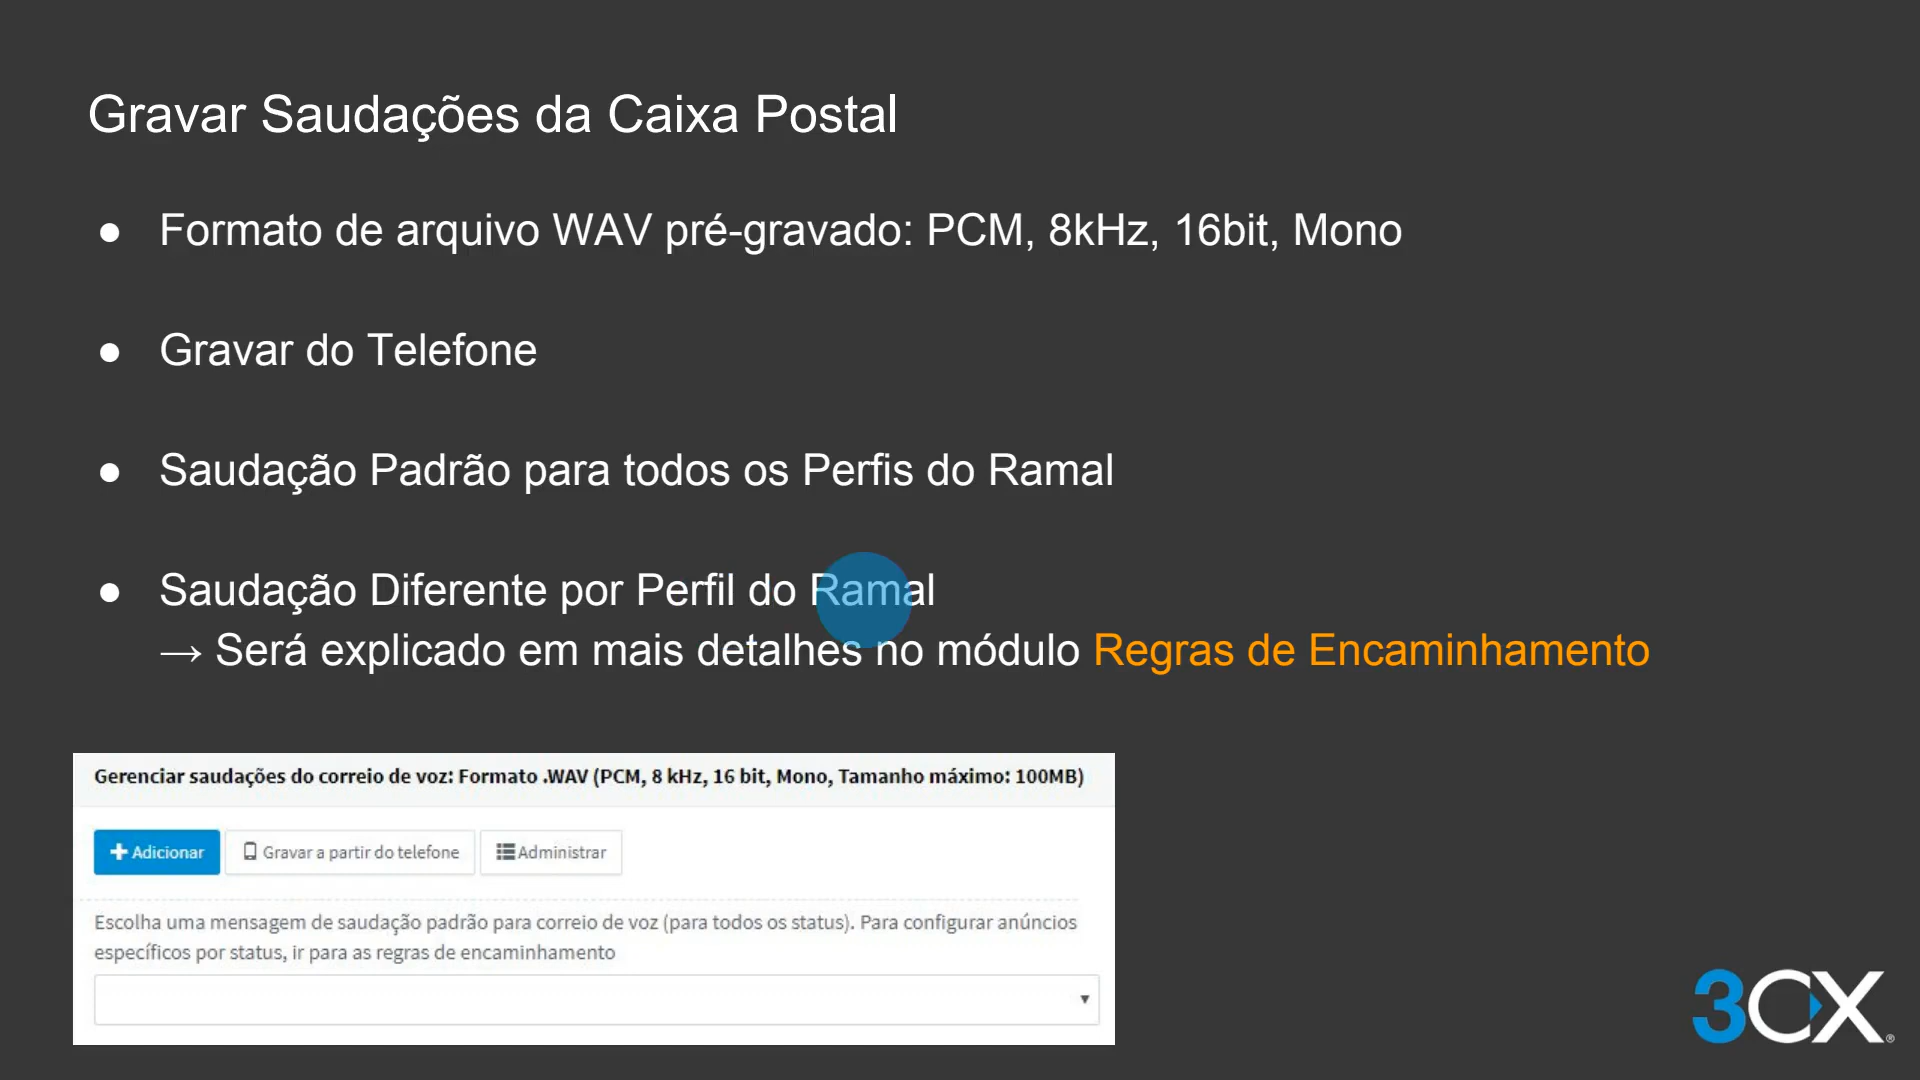 Gravar Saudações da Caixa Postal
● Formato de arquivo WAV pré-gravado: PCM, 8kHz, 16bit, Mono
● Gravar do Telefone
● Saudação Padrão para todos os Perfis do Ramal
● Saudação Diferente por Perfil do Ramal
→ Será explicado em mais detalhes no módulo Regras de Encaminhamento
Gerenciar saudações do correio de voz: Formato .WAV (PCM, 8 kHz, 16 bit, Mono, Tamanho máximo: 100MB)
+ Adicionar Gravar a partir do telefone Administrar
Escolha uma mensagem de saudação padrão para correio de voz (para todos os status). Para configurar anúncios
específicos por status, ir para as regras de encaminhamento
3CX®